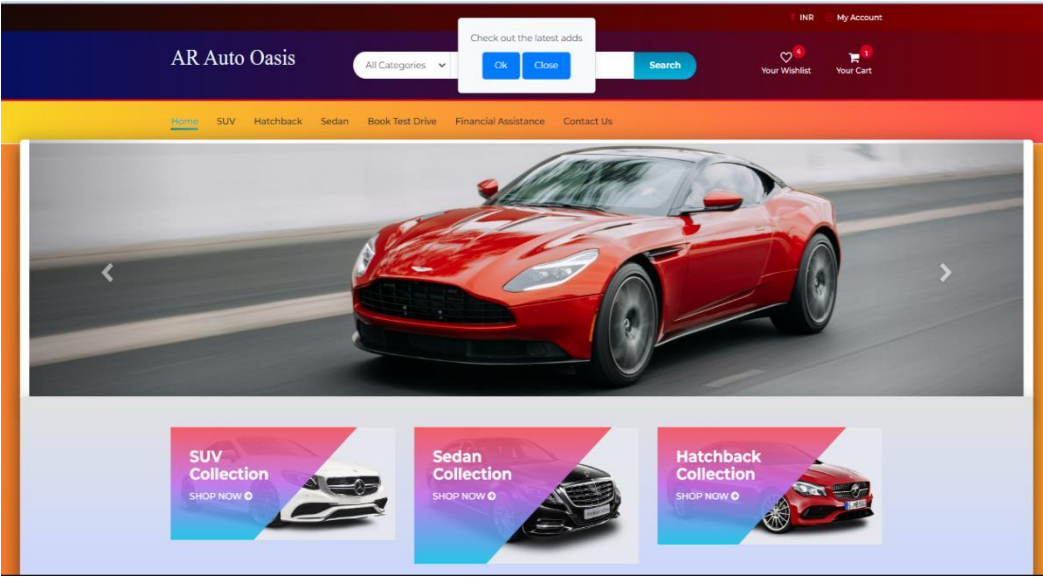 INR My Account
Check out the latest adds
Ok Close
AR Auto Oasis
All Categories
Search
4
Your Wishlist
1
Your Cart
Home SUV Hatchback Sedan Book Test Drive Financial Assistance Contact Us
SUV
Collection
SHOP NOW
Sedan
Collection
SHOP NOW
Hatchback
Collection
SHOP NOW